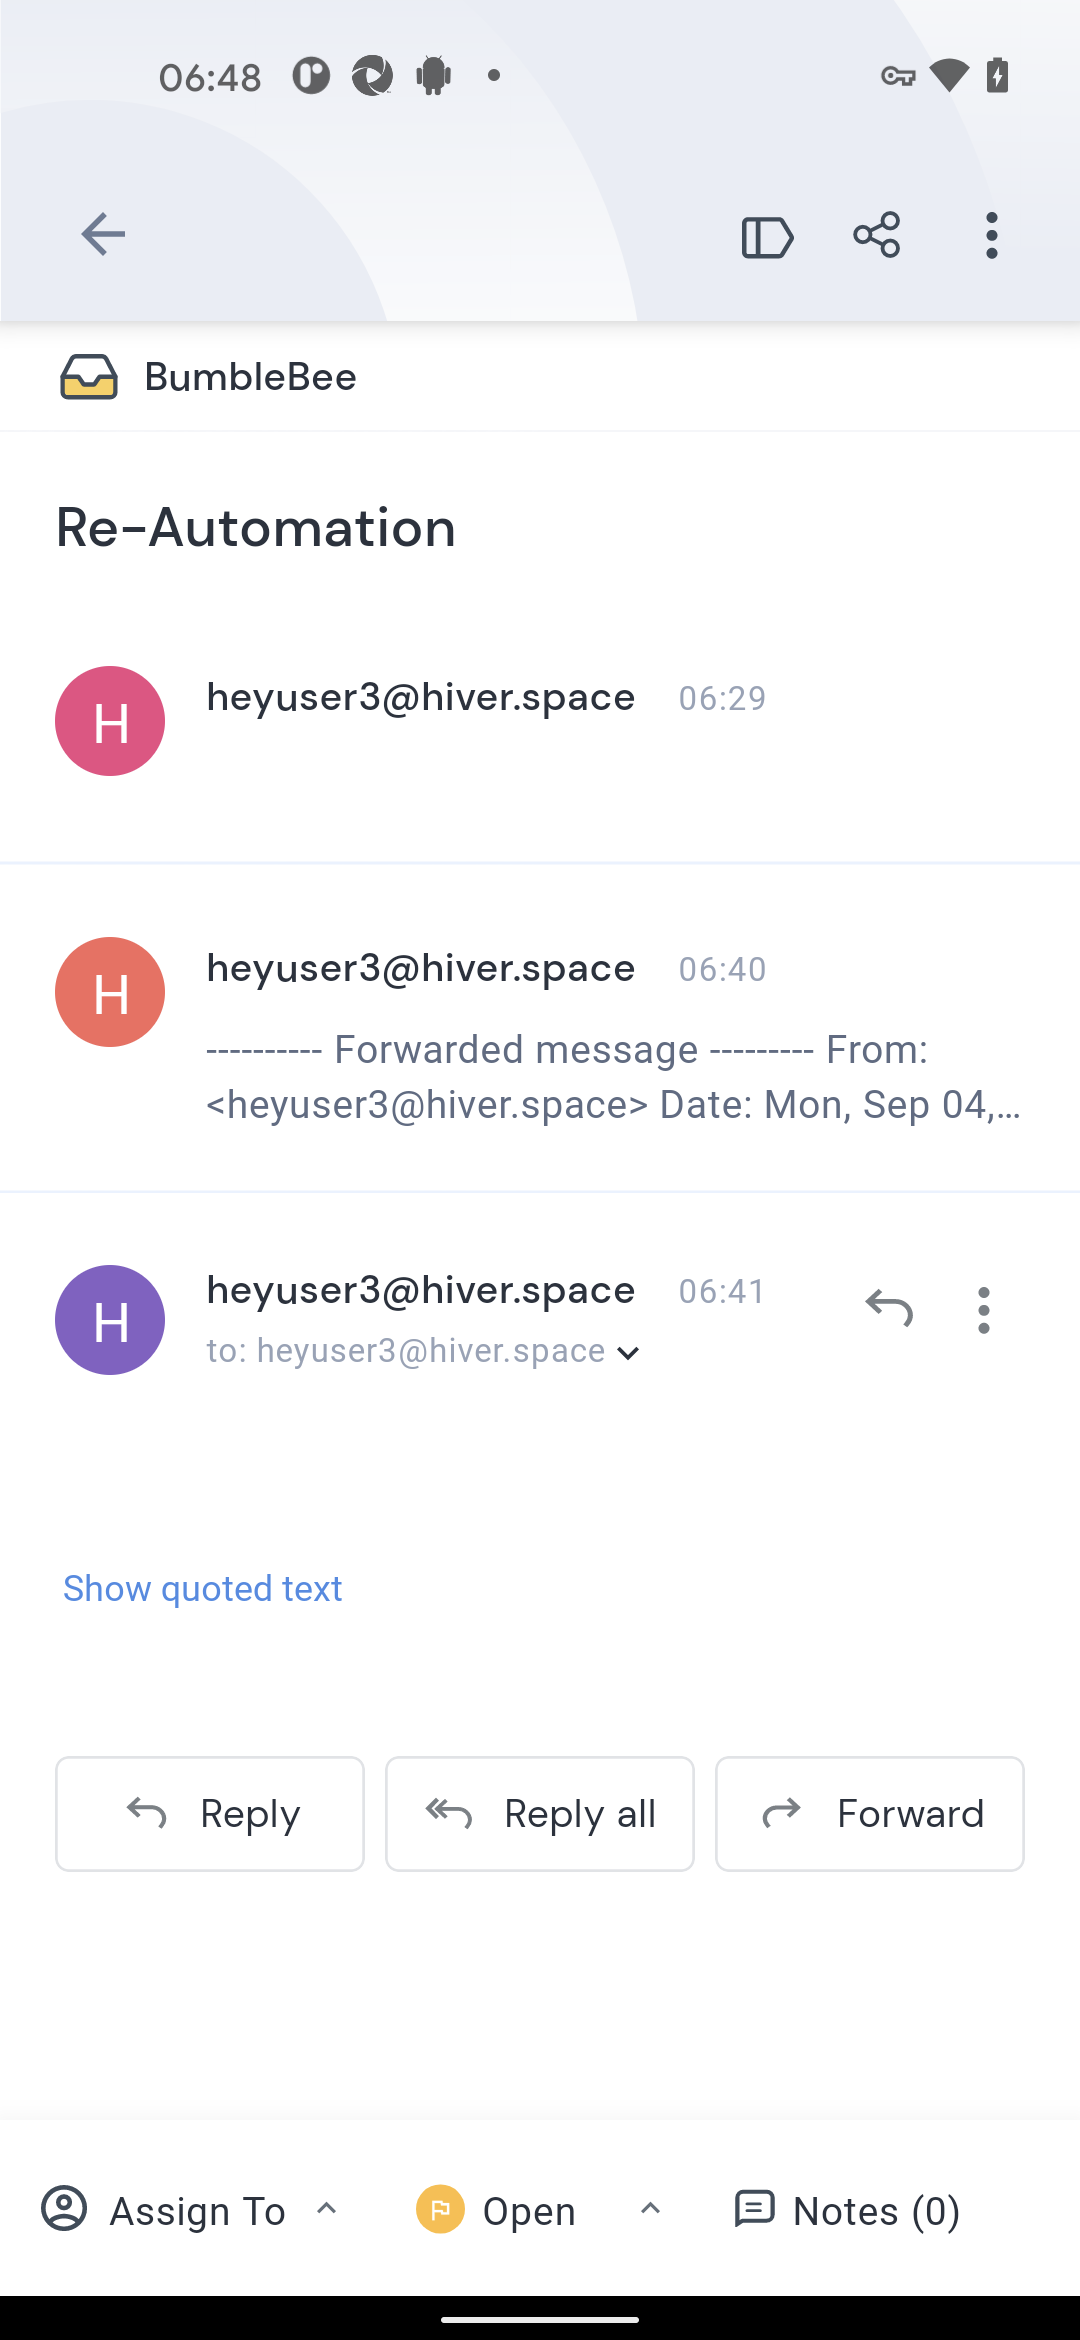 06:48
BumbleBee
Re-Automation
H
heyuser3@hiver.space 06:29
H
heyuser3@hiver.space 06:40
---------- Forwarded message --------- From:
<heyuser3@hiver.space> Date: Mon, Sep 04,...
H
heyuser3@hiver.space 06:41
to: heyuser3@hiver.space
Show quoted text
Reply
Reply all
Forward
Assign To
Open
Notes (0)